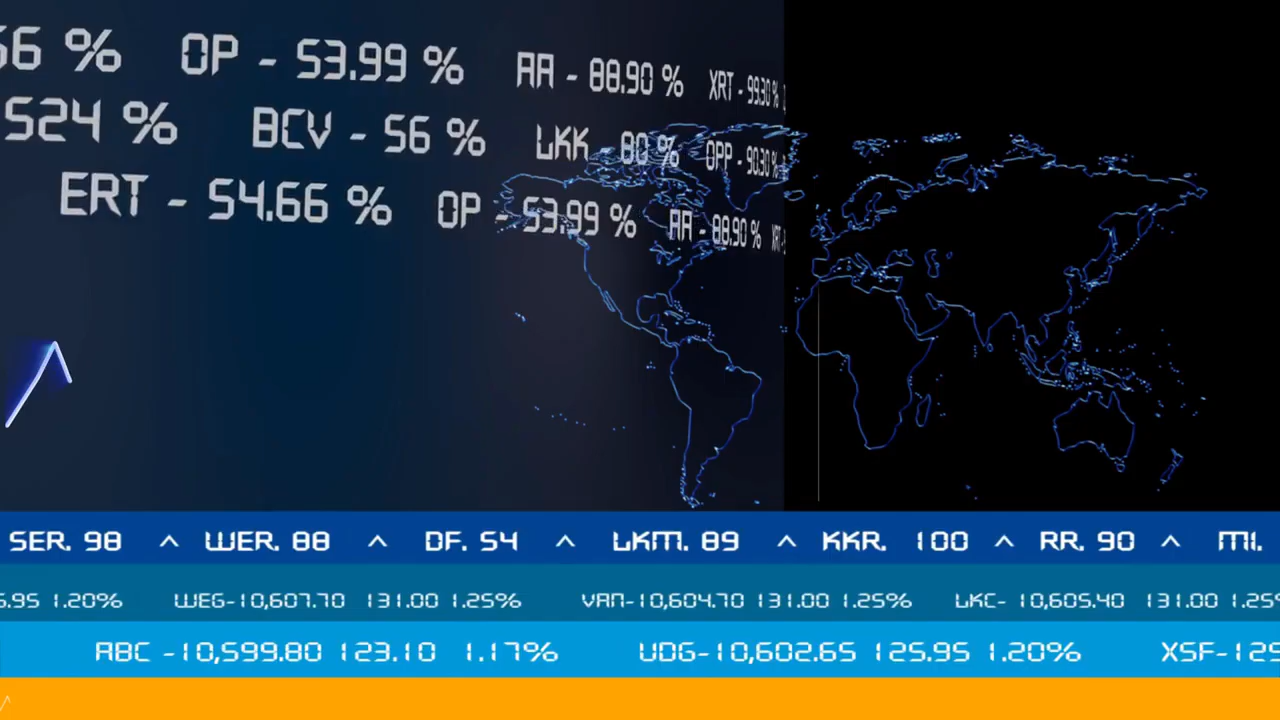 56 % OP - 53.99 % AA - 88.90 % XRT - 99.30 %
524 % BCV - 56 % LKK - 80 % OPP - 90.30 %
ERT - 54.66 % OP - 53.99 % AA - 88.90 % XRT -
SER. 98 ^ WER. 88 ^ DF. 54 ^ LKM. 89 ^ KKR. 100 ^ RR. 90 ^ MI.
5.95 1.20% WEG-10,607.70 131.00 1.25% VAN-10,604.70 131.00 1.25% LKC- 10,605.40 131.00 1.25%
ABC -10,599.80 123.10 1.17% UDG-10,602.65 125.95 1.20% XSF-125